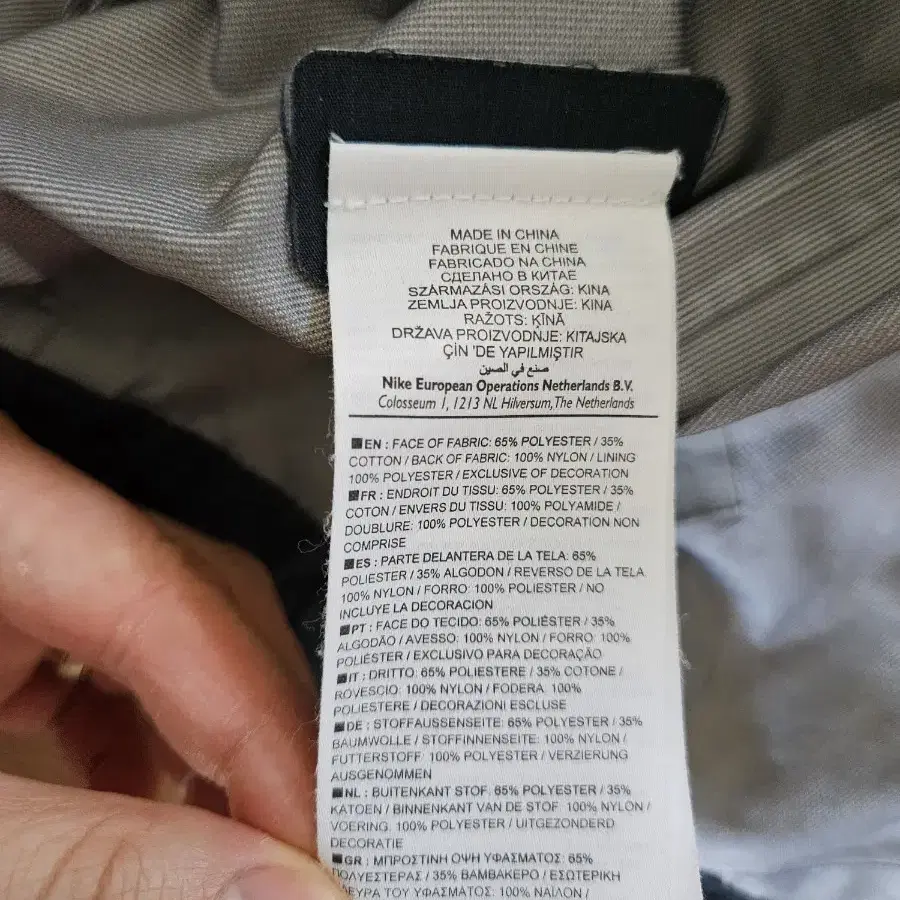 MADE IN CHINA
FABRIQUE EN CHINE
FABRICADO NA CHINA
СДЕЛАНО В КИТАЕ
SZÁRMAZÁSI ORSZÁG: KINA
ZEMLJA PROIZVODNJE: KINA
RAŽOTS: ĶĪNĀ
DRŽAVA PROIZVODNJE: KITAJSKA
ÇİN 'DE YAPILMIŞTIR
صنع في الصين
Nike European Operations Netherlands B.V.
Colosseum 1, 1213 NL Hilversum, The Netherlands
EN : FACE OF FABRIC: 65% POLYESTER / 35%
COTTON / BACK OF FABRIC: 100% NYLON / LINING
100% POLYESTER / EXCLUSIVE OF DECORATION
FR : ENDROIT DU TISSU: 65% POLYESTER / 35%
COTON / ENVERS DU TISSU: 100% POLYAMIDE /
DOUBLURE: 100% POLYESTER / DECORATION NON
COMPRISE
ES : PARTE DELANTERA DE LA TELA: 65%
POLIESTER / 35% ALGODON / REVERSO DE LA TELA
100% NYLON / FORRO: 100% POLIESTER / NO
INCLUYE LA DECORACION
PT : FACE DO TECIDO: 65% POLIÉSTER / 35%
ALGODÃO / AVESSO: 100% NYLON / FORRO: 100%
POLIÉSTER / EXCLUSIVO PARA DECORAÇÃO
IT : DRITTO: 65% POLIESTERE / 35% COTONE /
ROVESCIO: 100% NYLON / FODERA: 100%
POLIESTERE / DECORAZIONI ESCLUSE
DE : STOFFAUSSENSEITE: 65% POLYESTER / 35%
BAUMWOLLE / STOFFINNENSEITE: 100% NYLON /
FUTTERSTOFF: 100% POLYESTER / VERZIERUNG
AUSGENOMMEN
NL : BUITENKANT STOF: 65% POLYESTER / 35%
KATOEN / BINNENKANT VAN DE STOF: 100% NYLON /
VOERING: 100% POLYESTER / UITGEZONDERD
DECORATIE
GR : ΜΠΡΟΣΤΙΝΗ ΟΨΗ ΥΦΑΣΜΑΤΟΣ: 65%
ΠΟΛΥΕΣΤΕΡΑΣ / 35% ΒΑΜΒΑΚΕΡΟ / ΕΣΩΤΕΡΙΚΗ
ΤΟΥ ΥΦΑΣΜΑΤΟΣ: 100% ΝΑΙΛΟΝ /